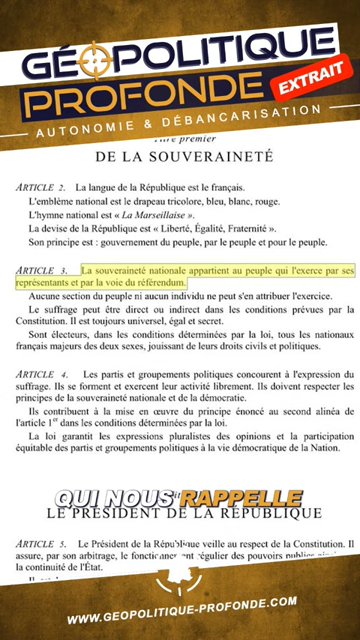 GÉOPOLITIQUE
PROFONDE
EXTRAIT
- AUTONOMIE & DÉBANCARISATION -
premier
DE LA SOUVERAINETÉ
ARTICLE 2. La langue de la République est le français.
L'emblème national est le drapeau tricolore, bleu, blanc, rouge.
L'hymne national est « La Marseillaise ».
La devise de la République est « Liberté, Égalité, Fraternité ».
Son principe est : gouvernement du peuple, par le peuple et pour le peuple.
ARTICLE 3. La souveraineté nationale appartient au peuple qui l'exerce par ses
représentants et par la voie du référendum.
Aucune section du peuple ni aucun individu ne peut s'en attribuer l'exercice.
Le suffrage peut être direct ou indirect dans les conditions prévues par la
Constitution. Il est toujours universel, égal et secret.
Sont électeurs, dans les conditions déterminées par la loi, tous les nationaux
français majeurs des deux sexes, jouissant de leurs droits civils et politiques.
ARTICLE 4. Les partis et groupements politiques concourent à l'expression du
suffrage. Ils se forment et exercent leur activité librement. Ils doivent respecter les
principes de la souveraineté nationale et de la démocratie.
Ils contribuent à la mise en œuvre du principe énoncé au second alinéa de
l'article 1er dans les conditions déterminées par la loi.
La loi garantit les expressions pluralistes des opinions et la participation
équitable des partis et groupements politiques à la vie démocratique de la Nation.
QUI NOUS RAPPELLE
LE PRÉSIDENT DE LA RÉPUBLIQUE
ARTICLE 5. Le Président de la République veille au respect de la Constitution. Il
assure, par son arbitrage, le fonctionnement régulier des pouvoirs publics
la continuité de l'État.
WWW.GEOPOLITIQUE-PROFONDE.COM